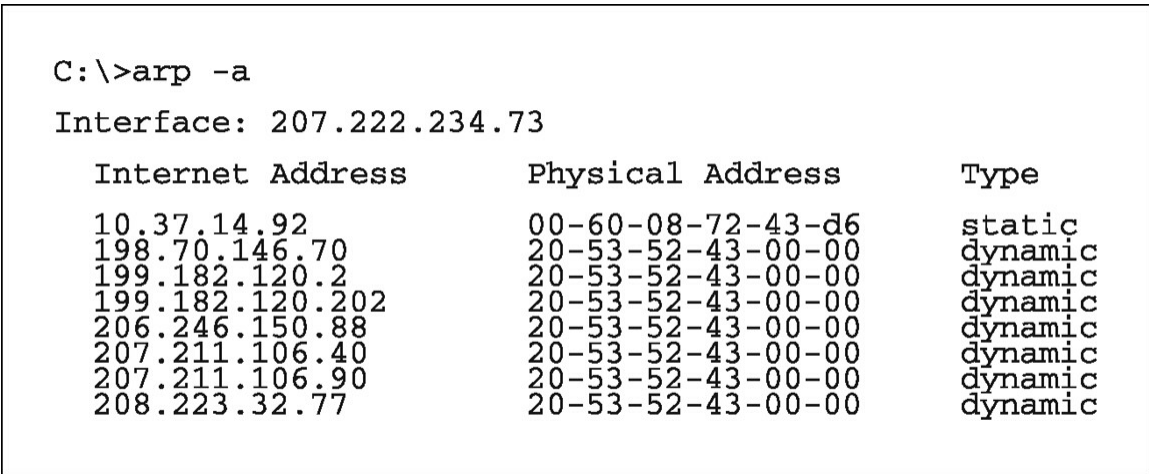 C:\>arp -a
Interface: 207.222.234.73
Internet Address Physical Address Type
10.37.14.92 00-60-08-72-43-d6 static
198.70.146.70 20-53-52-43-00-00 dynamic
199.182.120.2 20-53-52-43-00-00 dynamic
199.182.120.202 20-53-52-43-00-00 dynamic
206.246.150.88 20-53-52-43-00-00 dynamic
207.211.106.40 20-53-52-43-00-00 dynamic
207.211.106.90 20-53-52-43-00-00 dynamic
208.223.32.77 20-53-52-43-00-00 dynamic